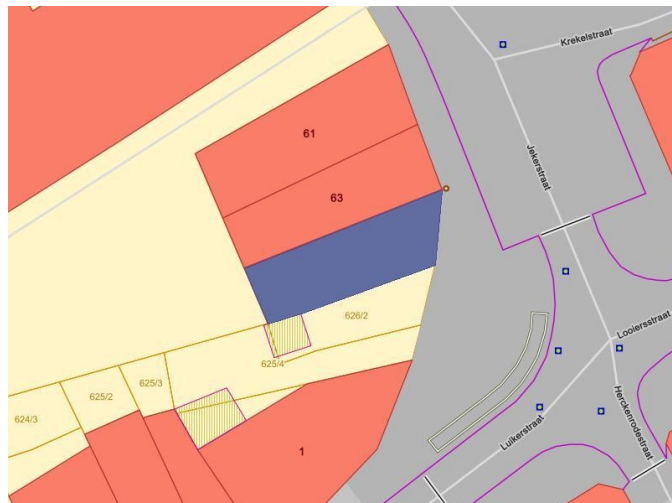 Krekelstraat
61
Jekerstraat
63
626/2
Looiersstraat
625/4
625/3
625/2
624/3
Herckenrodestraat
Luikerstraat
1